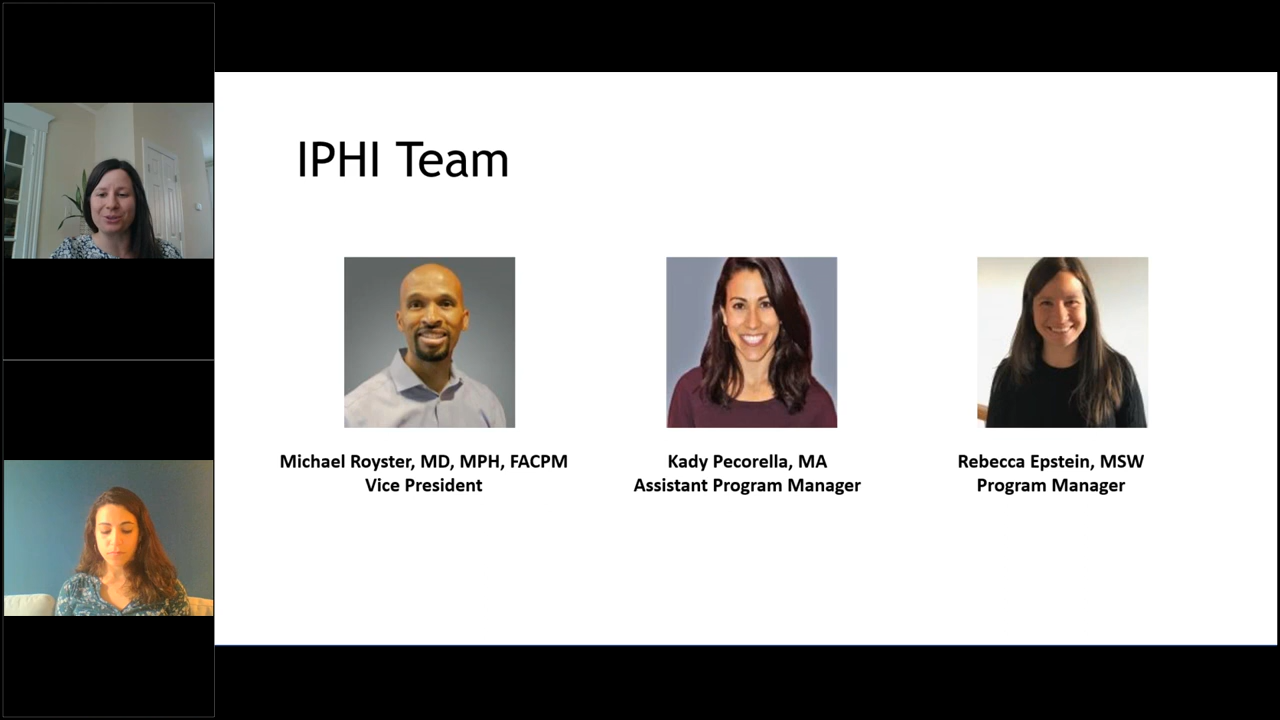 IPHI Team
Michael Royster, MD, MPH, FACPM
Vice President
Kady Pecorella, MA
Assistant Program Manager
Rebecca Epstein, MSW
Program Manager